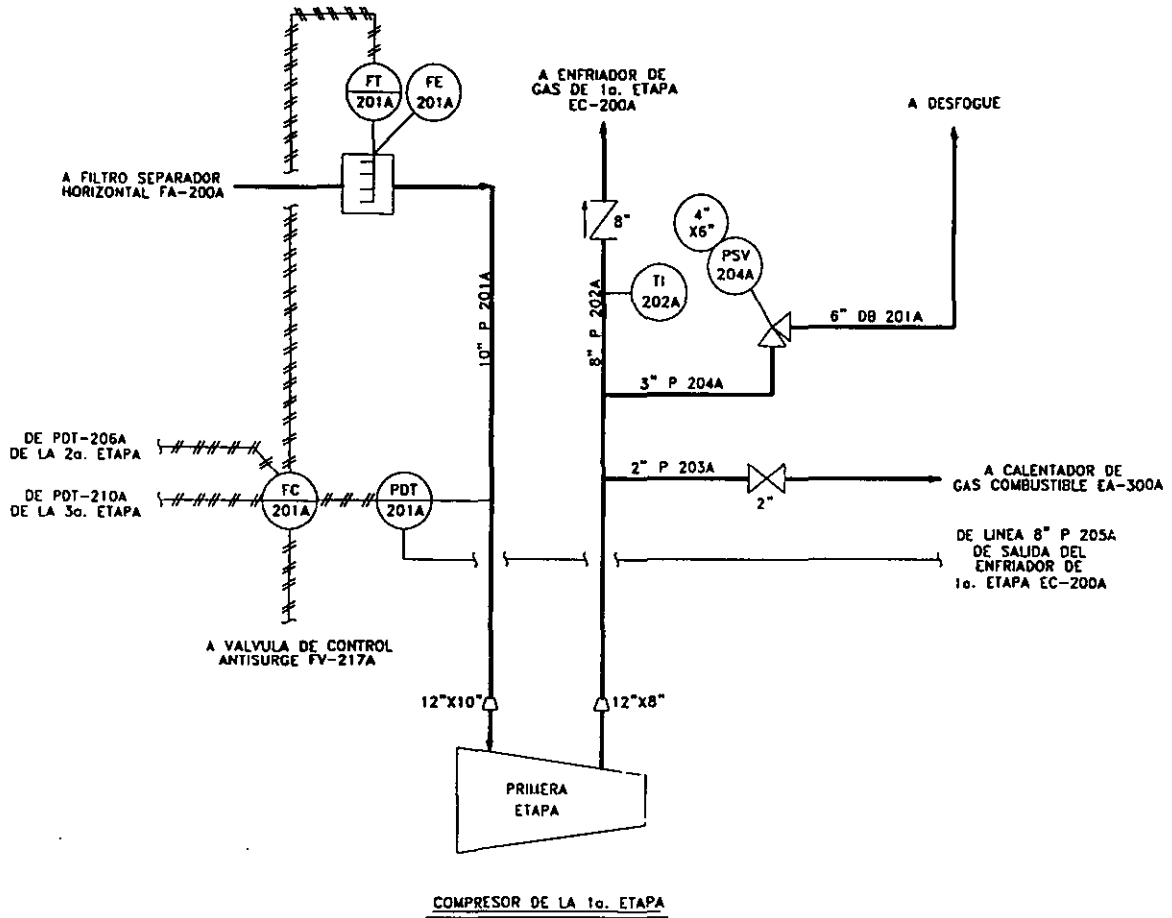 FT
201A
FE
201A
A ENFRIADOR DE
GAS DE 1a. ETAPA
EC-200A
A DESFOGUE
A FILTRO SEPARADOR
HORIZONTAL FA-200A
8"
4"
X6"
PSV
204A
TI
202A
10" P 201A
8" P 202A
6" DB 201A
3" P 204A
DE PDT-206A
DE LA 2a. ETAPA
DE PDT-210A
DE LA 3a. ETAPA
FC
201A
PDT
201A
2" P 203A
2"
A CALENTADOR DE
GAS COMBUSTIBLE EA-300A
DE LINEA 8" P 205A
DE SALIDA DEL
ENFRIADOR DE
1a. ETAPA EC-200A
A VALVULA DE CONTROL
ANTISURGE FV-217A
12"X10"
12"X8"
PRIMERA
ETAPA
COMPRESOR DE LA 1a. ETAPA